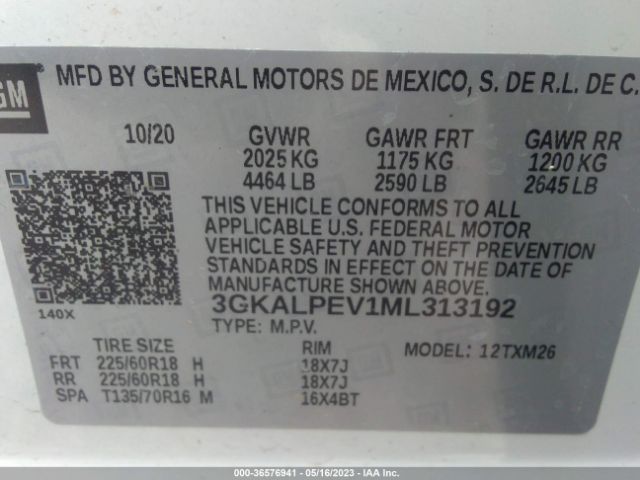 GM
MFD BY GENERAL MOTORS DE MEXICO, S. DE R.L. DE C.
10/20 GVWR GAWR FRT GAWR RR
2025 KG 1175 KG 1200 KG
4464 LB 2590 LB 2645 LB
THIS VEHICLE CONFORMS TO ALL
APPLICABLE U.S. FEDERAL MOTOR
VEHICLE SAFETY AND THEFT PREVENTION
STANDARDS IN EFFECT ON THE DATE OF
MANUFACTURE SHOWN ABOVE.
140X
3GKALPEV1ML313192
TYPE: M.P.V.
TIRE SIZE RIM MODEL: 12TXM26
FRT 225/60R18 H 18X7J
RR 225/60R18 H 18X7J
SPA T135/70R16 M 16X4BT
000-36576941 - 05/16/2023 - IAA Inc.